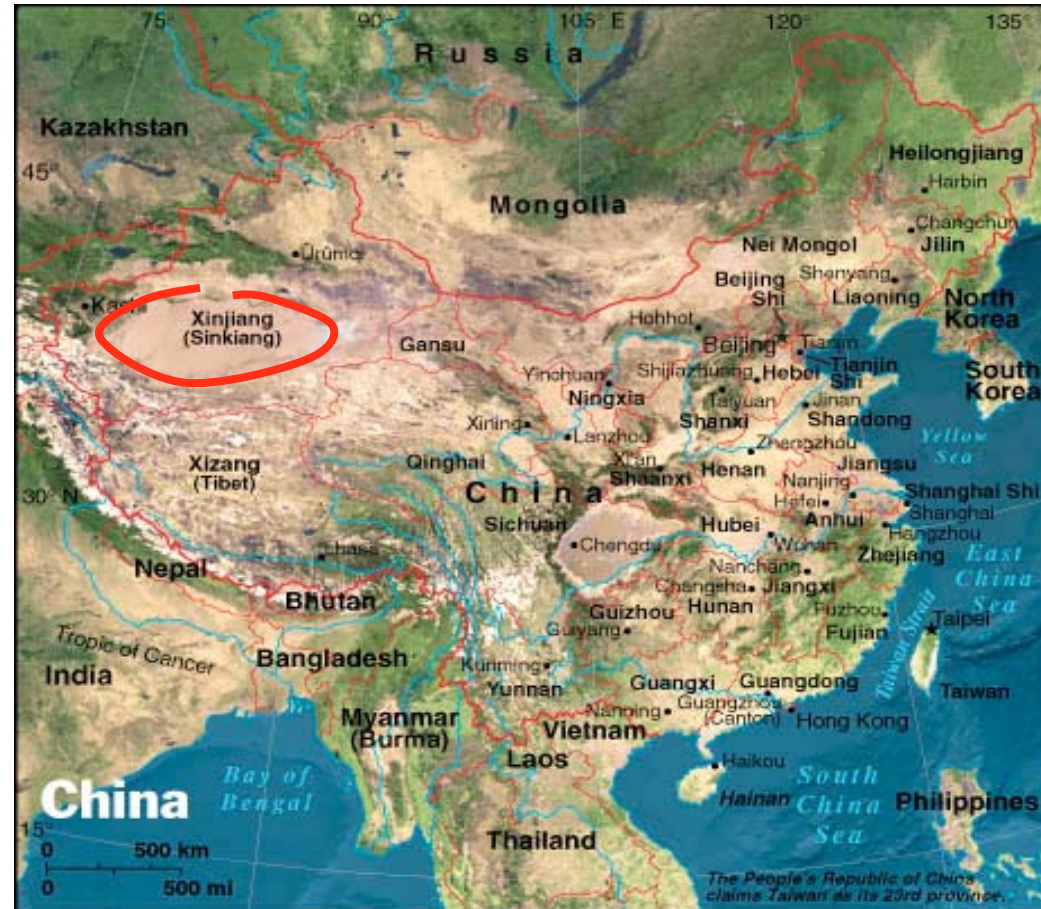 75°
90°
105° E
120°
135°
Russia
Kazakhstan
45°
Heilongjiang
Harbin
Mongolia
Changchun
Jilin
Nei Mongol
Ürümqi
Beijing
Shi
Shenyang
Liaoning
North
Korea
Kashi
Xinjiang
(Sinkiang)
Hohhot
Gansu
Beijing
Tianjin
Tianjin
Shi
Shijiazhuang
Hebei
South
Korea
Yinchuan
Ningxia
Taiyuan
Shanxi
Jinan
Shandong
Xining
Lanzhou
Zhengzhou
Yellow
Sea
Xizang
(Tibet)
Qinghai
Xi'an
Shaanxi
Henan
Jiangsu
Nanjing
30° N
China
Hefei
Anhui
Shanghai Shi
Shanghai
Sichuan
Hubei
Hangzhou
Chengdu
Wuhan
Zhejiang
East
China
Sea
Lhasa
Nepal
Nanchang
Changsha
Jiangxi
Bhutan
Guizhou
Hunan
Guiyang
Fuzhou
Fujian
Taiwan Strait
Taipei
Tropic of Cancer
India
Bangladesh
Kunming
Yunnan
Guangxi
Guangdong
Taiwan
Nanning
Guangzhou
(Canton)
Hong Kong
Myanmar
(Burma)
Vietnam
Laos
Haikou
Hainan
Bay of
Bengal
South
China
Sea
Philippines
China
15°
Thailand
0 500 km
0 500 mi
The People's Republic of China
claims Taiwan as its 23rd province.